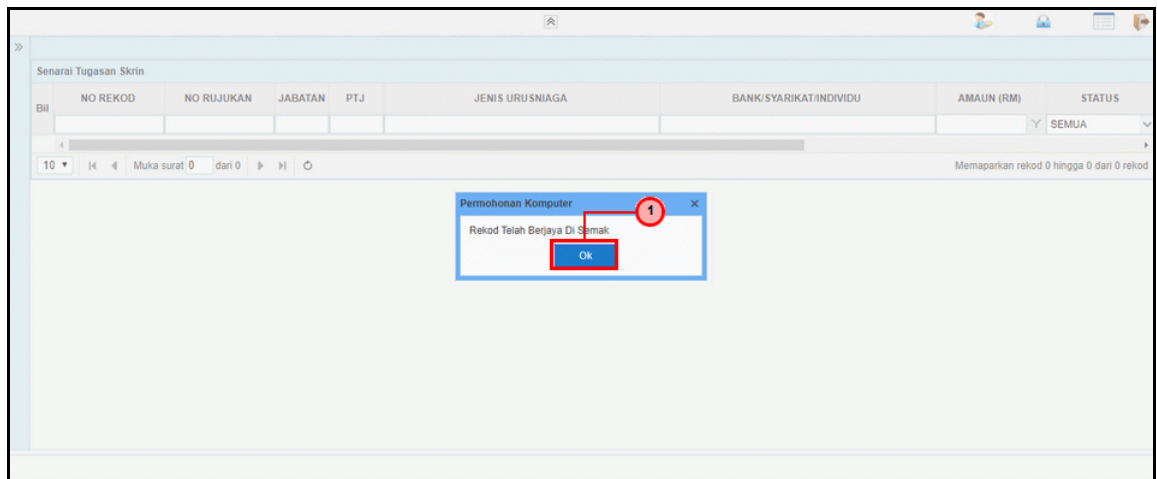 Senarai Tugasan Skrin
Bil NO REKOD NO RUJUKAN JABATAN PTJ JENIS URUSNIAGA BANK/SYARIKAT/INDIVIDU AMAUN (RM) STATUS
SEMUA
10 Muka surat 0 dari 0 Memaparkan rekod 0 hingga 0 dari 0 rekod
Permohonan Komputer
1
Rekod Telah Berjaya Di Semak
Ok